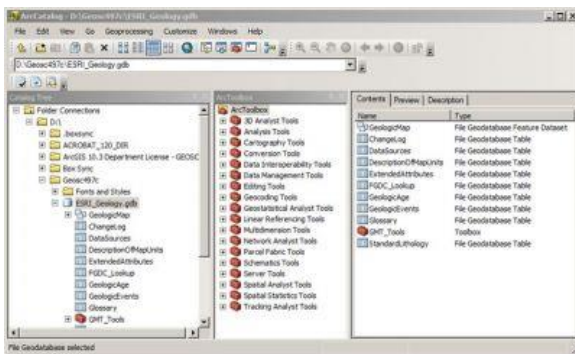 ArcCatalog - D:\Geosc497c\ESRI_Geology.gdb
File Edit View Go Geoprocessing Customize Windows Help
D:\Geosc497c\ESRI_Geology.gdb
Catalog Tree
Folder Connections
D:\
.boxsync
ACROBAT_120_DIR
ArcGIS 10.3 Department License - GEOSC
Box Sync
Geosc497c
Fonts and Styles
ESRI_Geology.gdb
GeologicMap
ChangeLog
DataSources
DescriptionOfMapUnits
ExtendedAttributes
FGDC_Lookup
GeologicAge
GeologicEvents
Glossary
GMT_Tools
ArcToolbox
ArcToolbox
3D Analyst Tools
Analysis Tools
Cartography Tools
Conversion Tools
Data Interoperability Tools
Data Management Tools
Editing Tools
Geocoding Tools
Geostatistical Analyst Tools
Linear Referencing Tools
Multidimension Tools
Network Analyst Tools
Parcel Fabric Tools
Schematics Tools
Server Tools
Spatial Analyst Tools
Spatial Statistics Tools
Tracking Analyst Tools
Contents Preview Description
Name Type
GeologicMap File Geodatabase Feature Dataset
ChangeLog File Geodatabase Table
DataSources File Geodatabase Table
DescriptionOfMapUnits File Geodatabase Table
ExtendedAttributes File Geodatabase Table
FGDC_Lookup File Geodatabase Table
GeologicAge File Geodatabase Table
GeologicEvents File Geodatabase Table
Glossary File Geodatabase Table
GMT_Tools Toolbox
StandardLithology File Geodatabase Table
File Geodatabase selected